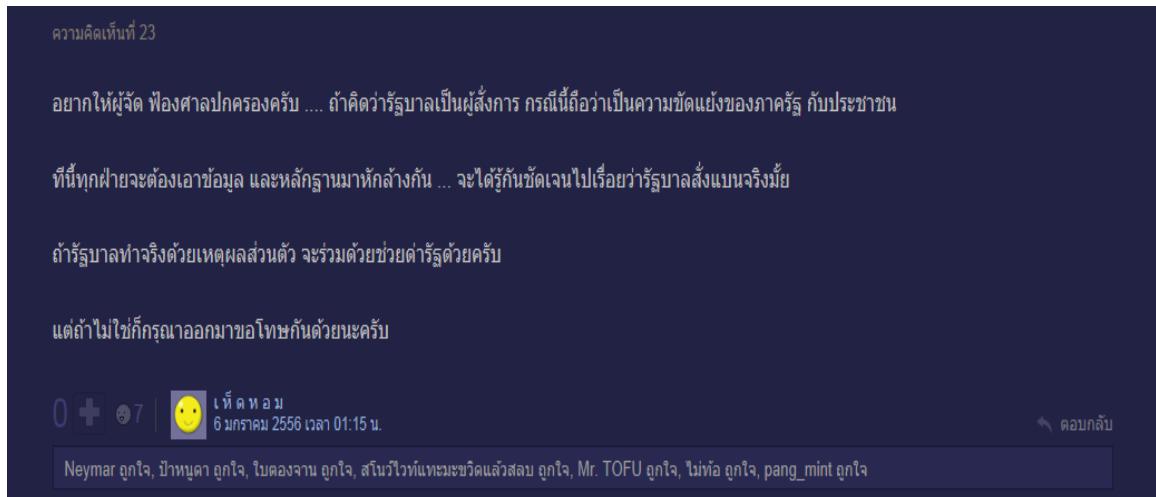 ความคิดเห็นที่ 23
อยากให้ผู้จัด ฟ้องศาลปกครองครับ .... ถ้าคิดว่ารัฐบาลเป็นผู้สั่งการ กรณีนี้ถือว่าเป็นความขัดแย้งของภาครัฐ กับประชาชน
ทีนี้ทุกฝ่ายจะต้องเอาข้อมูล และหลักฐานมาหักล้างกัน ... จะได้รู้กันชัดเจนไปเรื่อยว่ารัฐบาลสั่งแบนจริงมั้ย
ถ้ารัฐบาลทำจริงด้วยเหตุผลส่วนตัว จะร่วมด้วยช่วยด่ารัฐด้วยครับ
แต่ถ้าไม่ใช่ก็กรุณาออกมาขอโทษกันด้วยนะครับ
0 7 เ ห็ ด ห อ ม
6 มกราคม 2556 เวลา 01:15 น.
ตอบกลับ
Neymar ถูกใจ, ป้าหนูดา ถูกใจ, ใบตองจาน ถูกใจ, สโนว์ไวท์แทะมะขวิดแล้วสลบ ถูกใจ, Mr. TOFU ถูกใจ, ไม่ท้อ ถูกใจ, pang_mint ถูกใจ